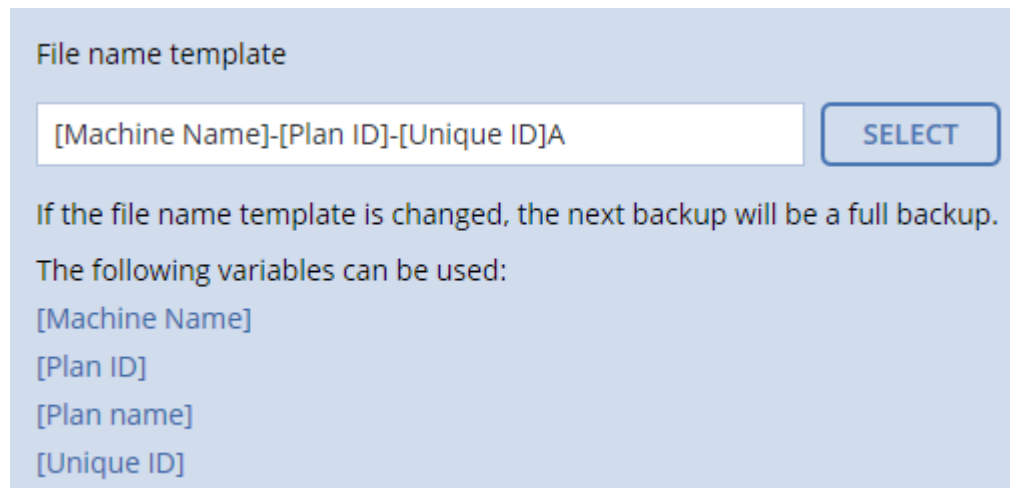 File name template
[Machine Name]-[Plan ID]-[Unique ID]A
SELECT
If the file name template is changed, the next backup will be a full backup.
The following variables can be used:
[Machine Name]
[Plan ID]
[Plan name]
[Unique ID]